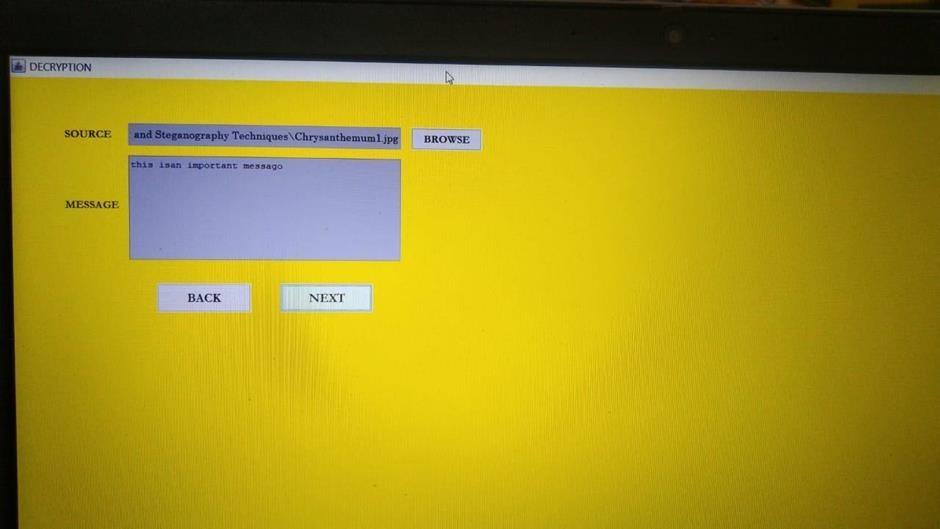 DECRYPTION
SOURCE and Steganography Techniques\Chrysanthemum1.jpg BROWSE
this isan important messago
MESSAGE
BACK NEXT